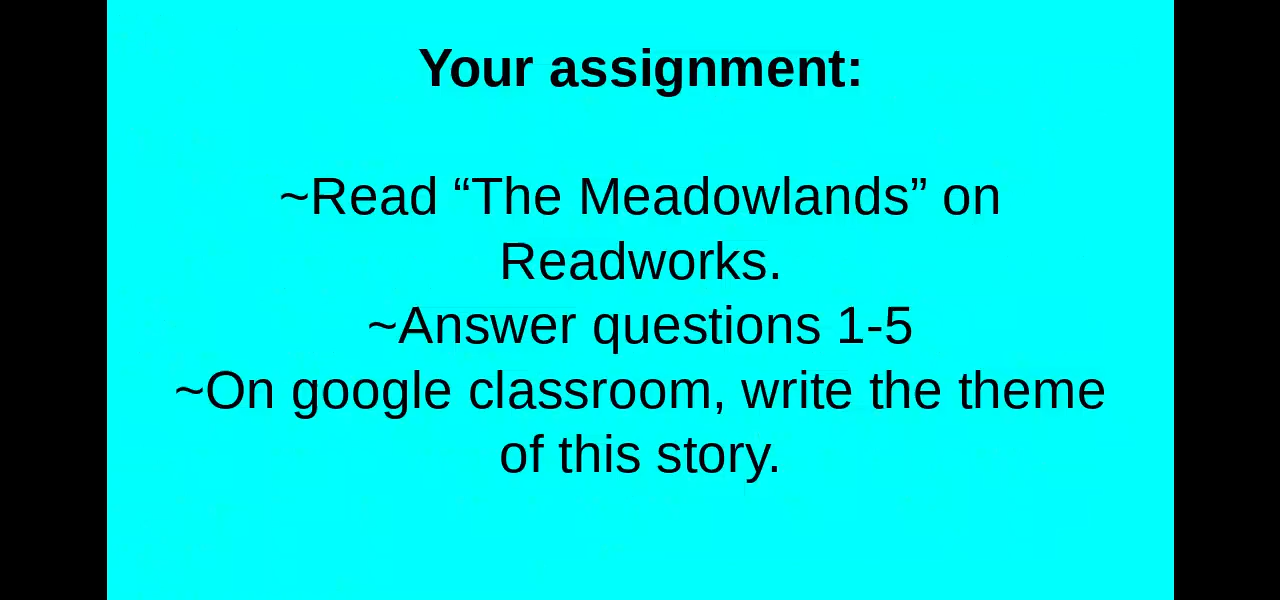 Your assignment:
~Read “The Meadowlands” on
Readworks.
~Answer questions 1-5
~On google classroom, write the theme
of this story.